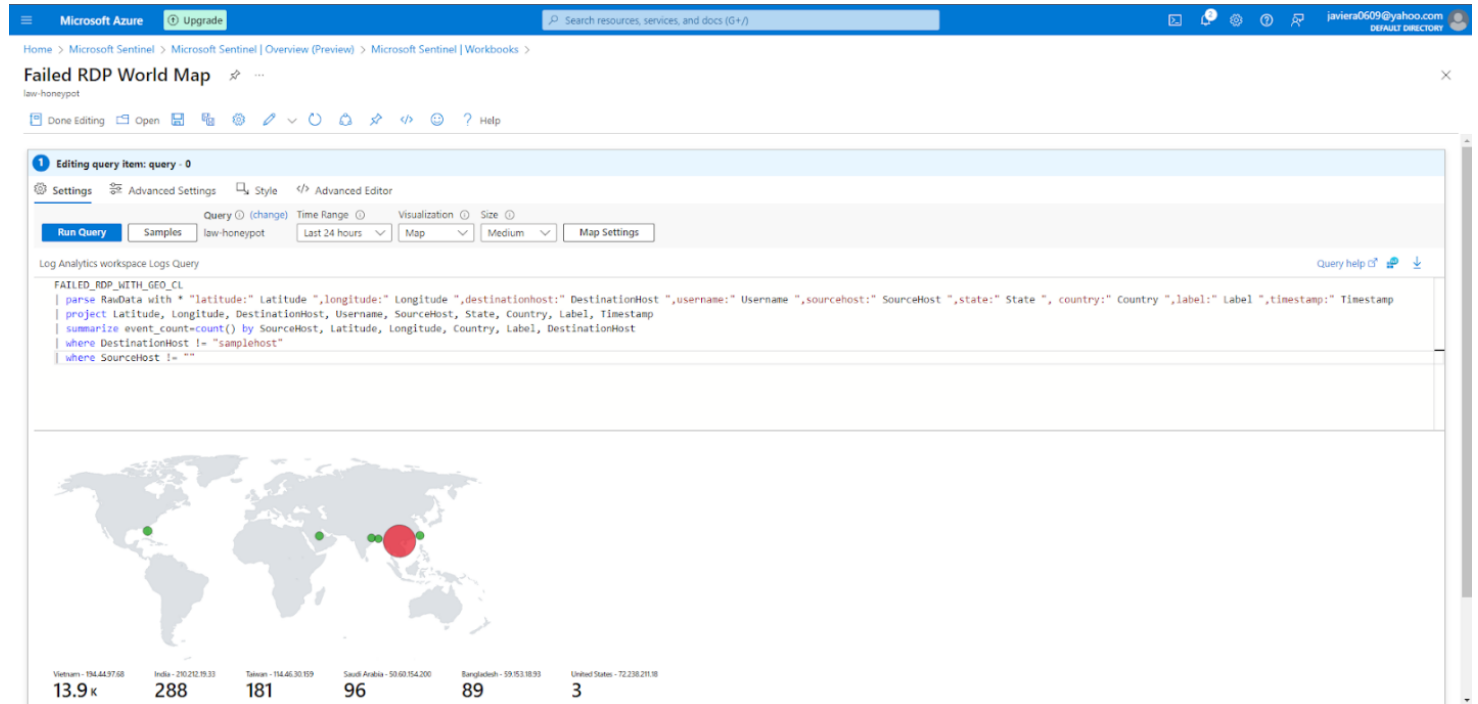 Microsoft Azure
Upgrade
Search resources, services, and docs (G+/)
2
javiera0609@yahoo.com
DEFAULT DIRECTORY
Home > Microsoft Sentinel > Microsoft Sentinel | Overview (Preview) > Microsoft Sentinel | Workbooks >
Failed RDP World Map
law-honeypot
Done Editing Open Help
1 Editing query item: query - 0
Settings Advanced Settings Style Advanced Editor
Query (change) Time Range Visualization Size
Run Query Samples law-honeypot Last 24 hours Map Medium Map Settings
Log Analytics workspace Logs Query Query help
FAILED_RDP_WITH_GEO_CL
| parse RawData with * "latitude:" Latitude ",longitude:" Longitude ",destinationhost:" DestinationHost ",username:" Username ",sourcehost:" SourceHost ",state:" State ", country:" Country ",label:" Label ",timestamp:" Timestamp
| project Latitude, Longitude, DestinationHost, Username, SourceHost, State, Country, Label, Timestamp
| summarize event_count=count() by SourceHost, Latitude, Longitude, Country, Label, DestinationHost
| where DestinationHost != "samplehost"
| where SourceHost != ""
Vietnam - 194.44.97.68 India - 210.212.19.33 Taiwan - 114.46.30.159 Saudi Arabia - 50.60.154.200 Bangladesh - 59.153.18.93 United States - 72.238.211.18
13.9 K 288 181 96 89 3